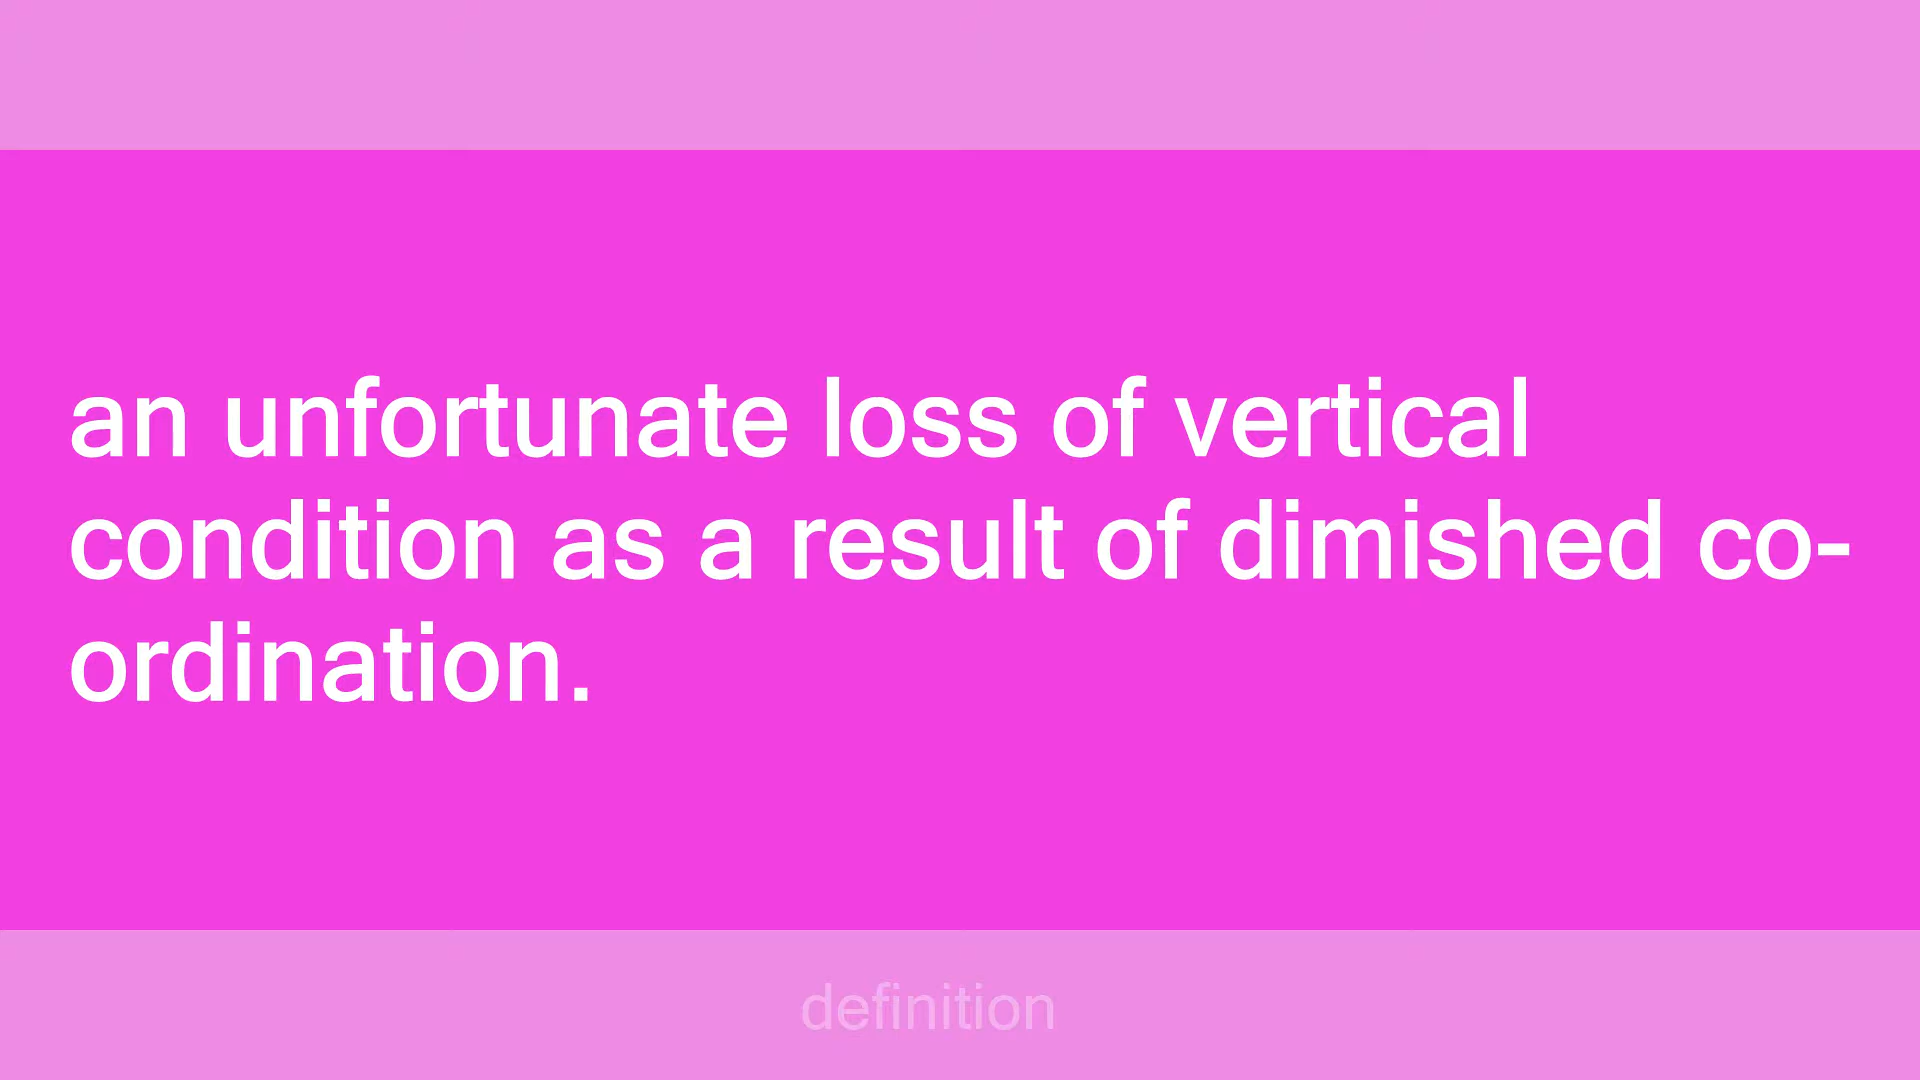 an unfortunate loss of vertical
condition as a result of dimished co-
ordination.
definition